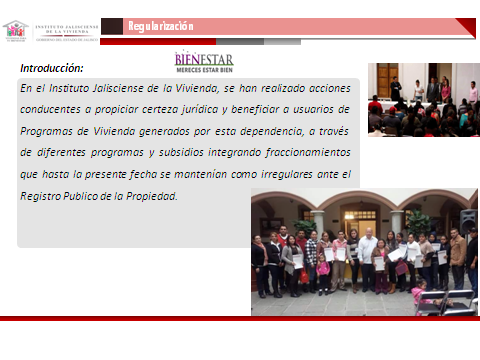 Regularización
INSTITUTO JALISCIENSE
DE LA VIVIENDA
GOBIERNO DEL ESTADO DE JALISCO
BIENESTAR
MERECES ESTAR BIEN
Introducción:
En el Instituto Jalisciense de la Vivienda, se han realizado acciones
conducentes a propiciar certeza jurídica y beneficiar a usuarios de
Programas de Vivienda generados por esta dependencia, a través
de diferentes programas y subsidios integrando fraccionamientos
que hasta la presente fecha se mantenían como irregulares ante el
Registro Publico de la Propiedad.